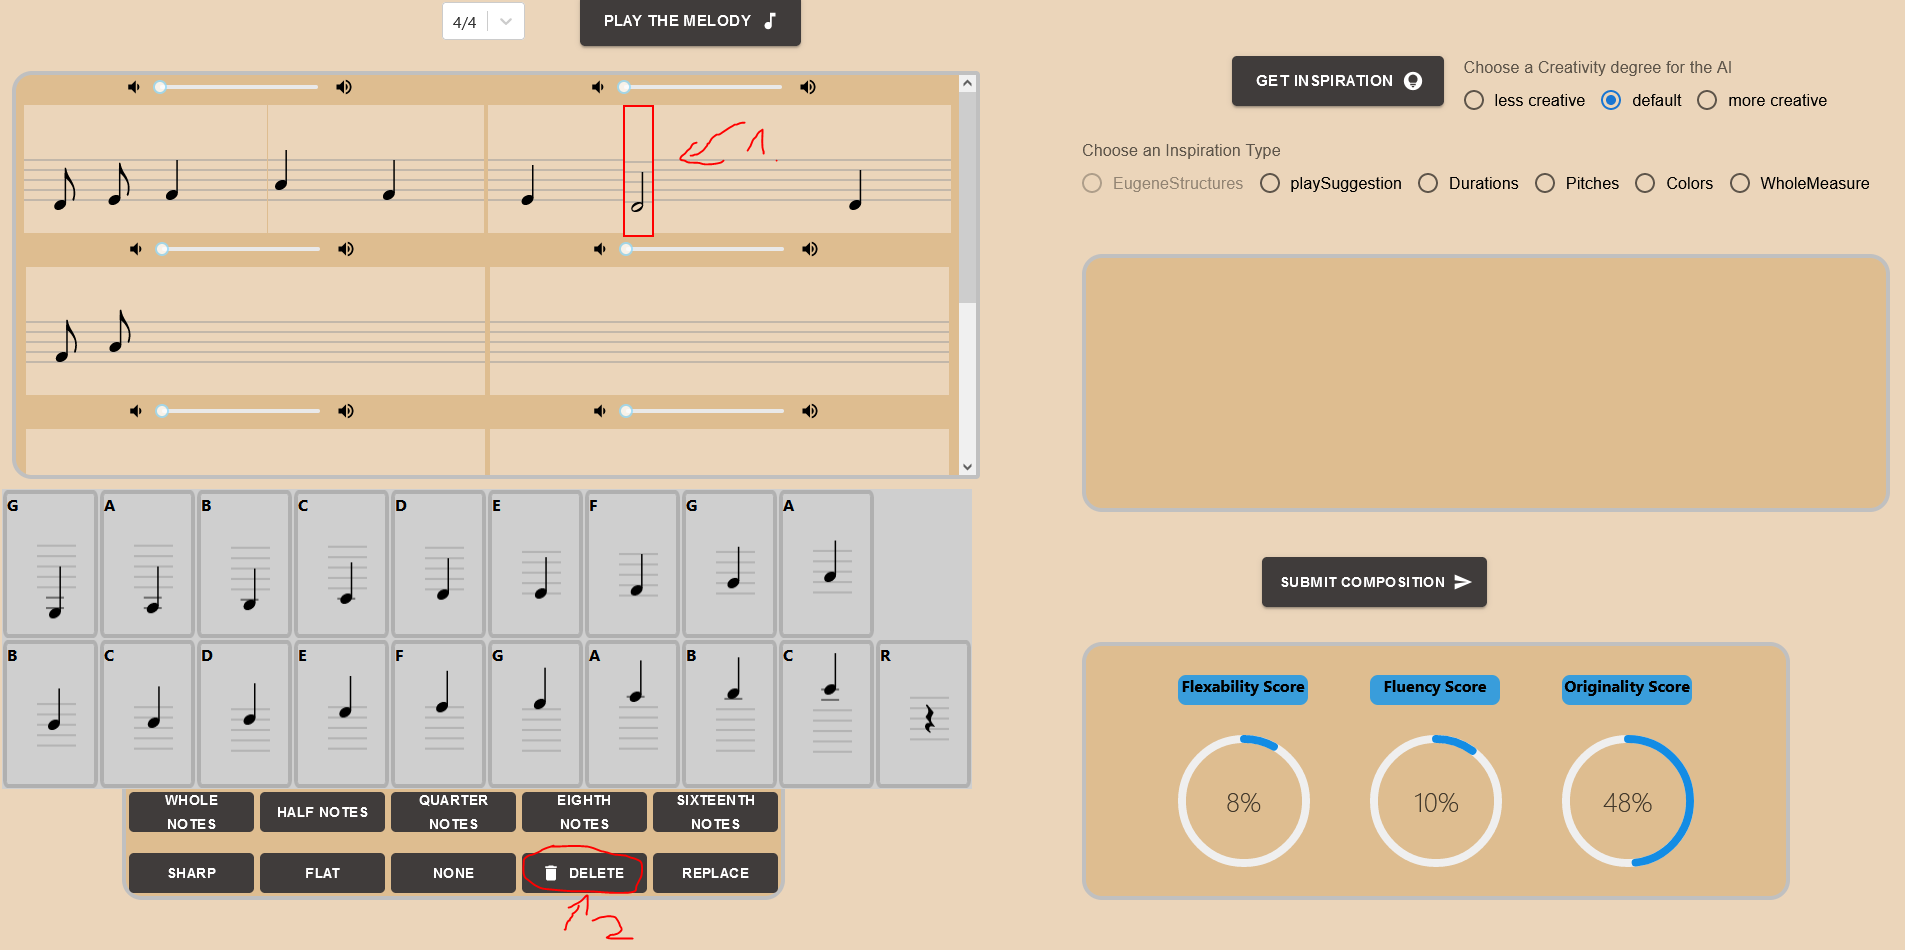 4/4
PLAY THE MELODY
GET INSPIRATION
Choose a Creativity degree for the AI
less creative default more creative
Choose an Inspiration Type
EugeneStructures playSuggestion Durations Pitches Colors WholeMeasure
1.
G A B C D E F G A
B C D E F G A B C R
WHOLE NOTES
HALF NOTES
QUARTER NOTES
EIGHTH NOTES
SIXTEENTH NOTES
SHARP FLAT NONE DELETE REPLACE
2
SUBMIT COMPOSITION
Flexability Score Fluency Score Originality Score
8% 10% 48%